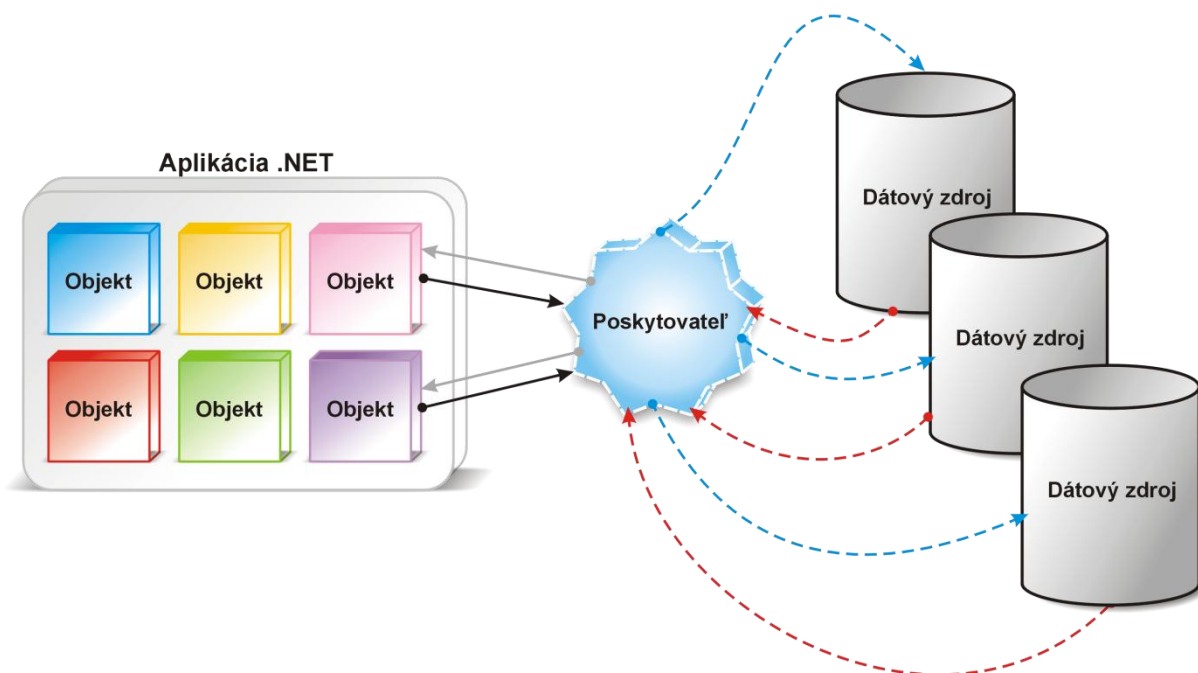 Aplikácia .NET
Objekt
Objekt
Objekt
Objekt
Objekt
Objekt
Poskytovateľ
Dátový zdroj
Dátový zdroj
Dátový zdroj